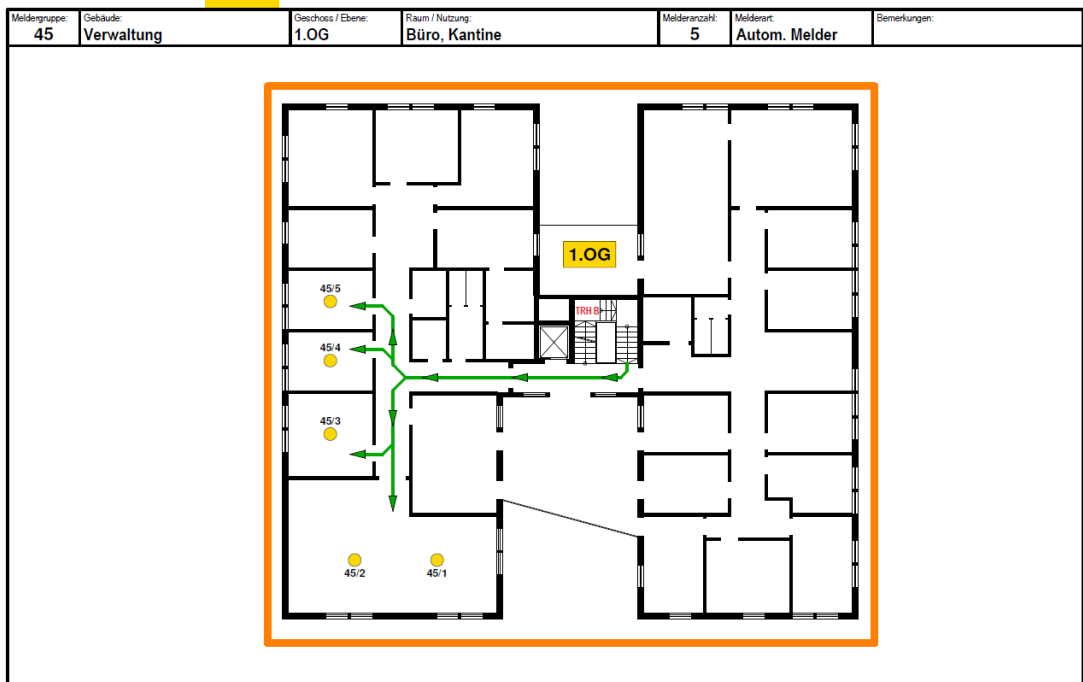 Meldergruppe: Gebäude: Geschoss / Ebene: Raum / Nutzung: Melderanzahl: Melderart: Bemerkungen:
45 Verwaltung 1.OG Büro, Kantine 5 Autom. Melder
1.OG
45/5
TRH B
45/4
45/3
45/2 45/1